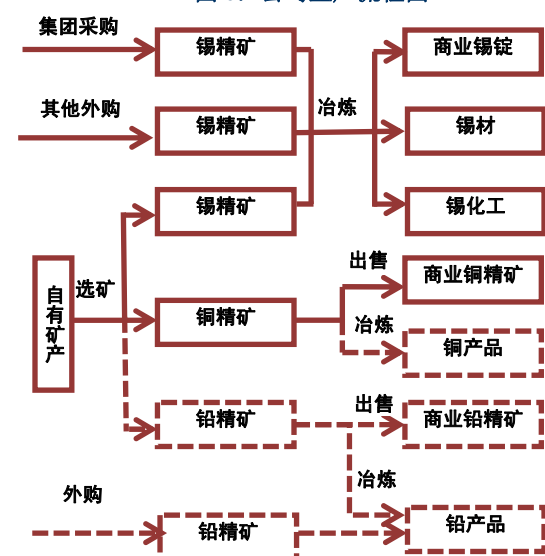 集团采购
锡精矿
商业锡锭
其他外购
锡精矿
冶炼
锡材
锡精矿
锡化工
自有矿产
选矿
铜精矿
出售
商业铜精矿
冶炼
铜产品
铅精矿
出售
商业铅精矿
冶炼
外购
铅精矿
铅产品